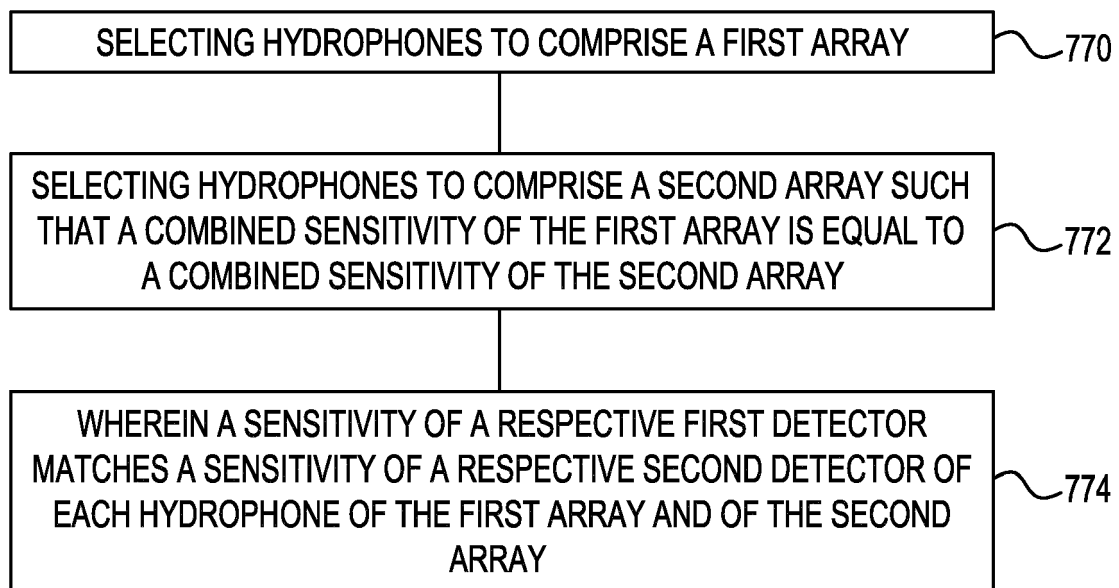 SELECTING HYDROPHONES TO COMPRISE A FIRST ARRAY
770
SELECTING HYDROPHONES TO COMPRISE A SECOND ARRAY SUCH
THAT A COMBINED SENSITIVITY OF THE FIRST ARRAY IS EQUAL TO
A COMBINED SENSITIVITY OF THE SECOND ARRAY
772
WHEREIN A SENSITIVITY OF A RESPECTIVE FIRST DETECTOR
MATCHES A SENSITIVITY OF A RESPECTIVE SECOND DETECTOR OF
EACH HYDROPHONE OF THE FIRST ARRAY AND OF THE SECOND
ARRAY
774